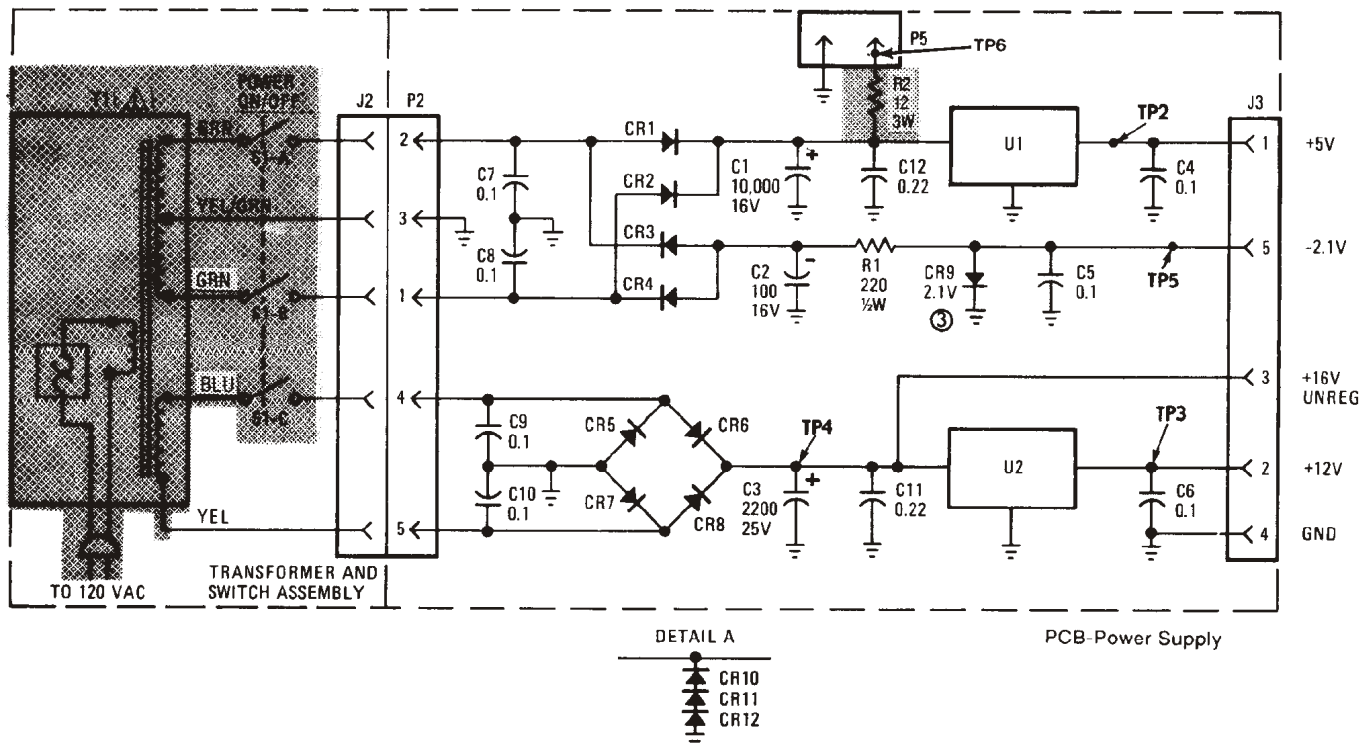 T1
POWER
ON/OFF
GRN
S1-A
YEL/GRN
GRN
S1-B
BLU
S1-C
YEL
TO 120 VAC
TRANSFORMER AND
SWITCH ASSEMBLY
J2
P2
2
3
1
4
5
C7
0.1
C8
0.1
CR1
CR2
CR3
CR4
C1
10,000
16V
+
P5
TP6
R2
12
3W
C12
0.22
U1
TP2
C4
0.1
C2
100
16V
-
R1
220
½W
CR9
2.1V
3
C5
0.1
TP5
C9
0.1
C10
0.1
CR5
CR6
CR7
CR8
TP4
C3
2200
25V
+
C11
0.22
U2
TP3
C6
0.1
J3
1 +5V
5 -2.1V
3 +16V
UNREG
2 +12V
4 GND
DETAIL A
CR10
CR11
CR12
PCB-Power Supply